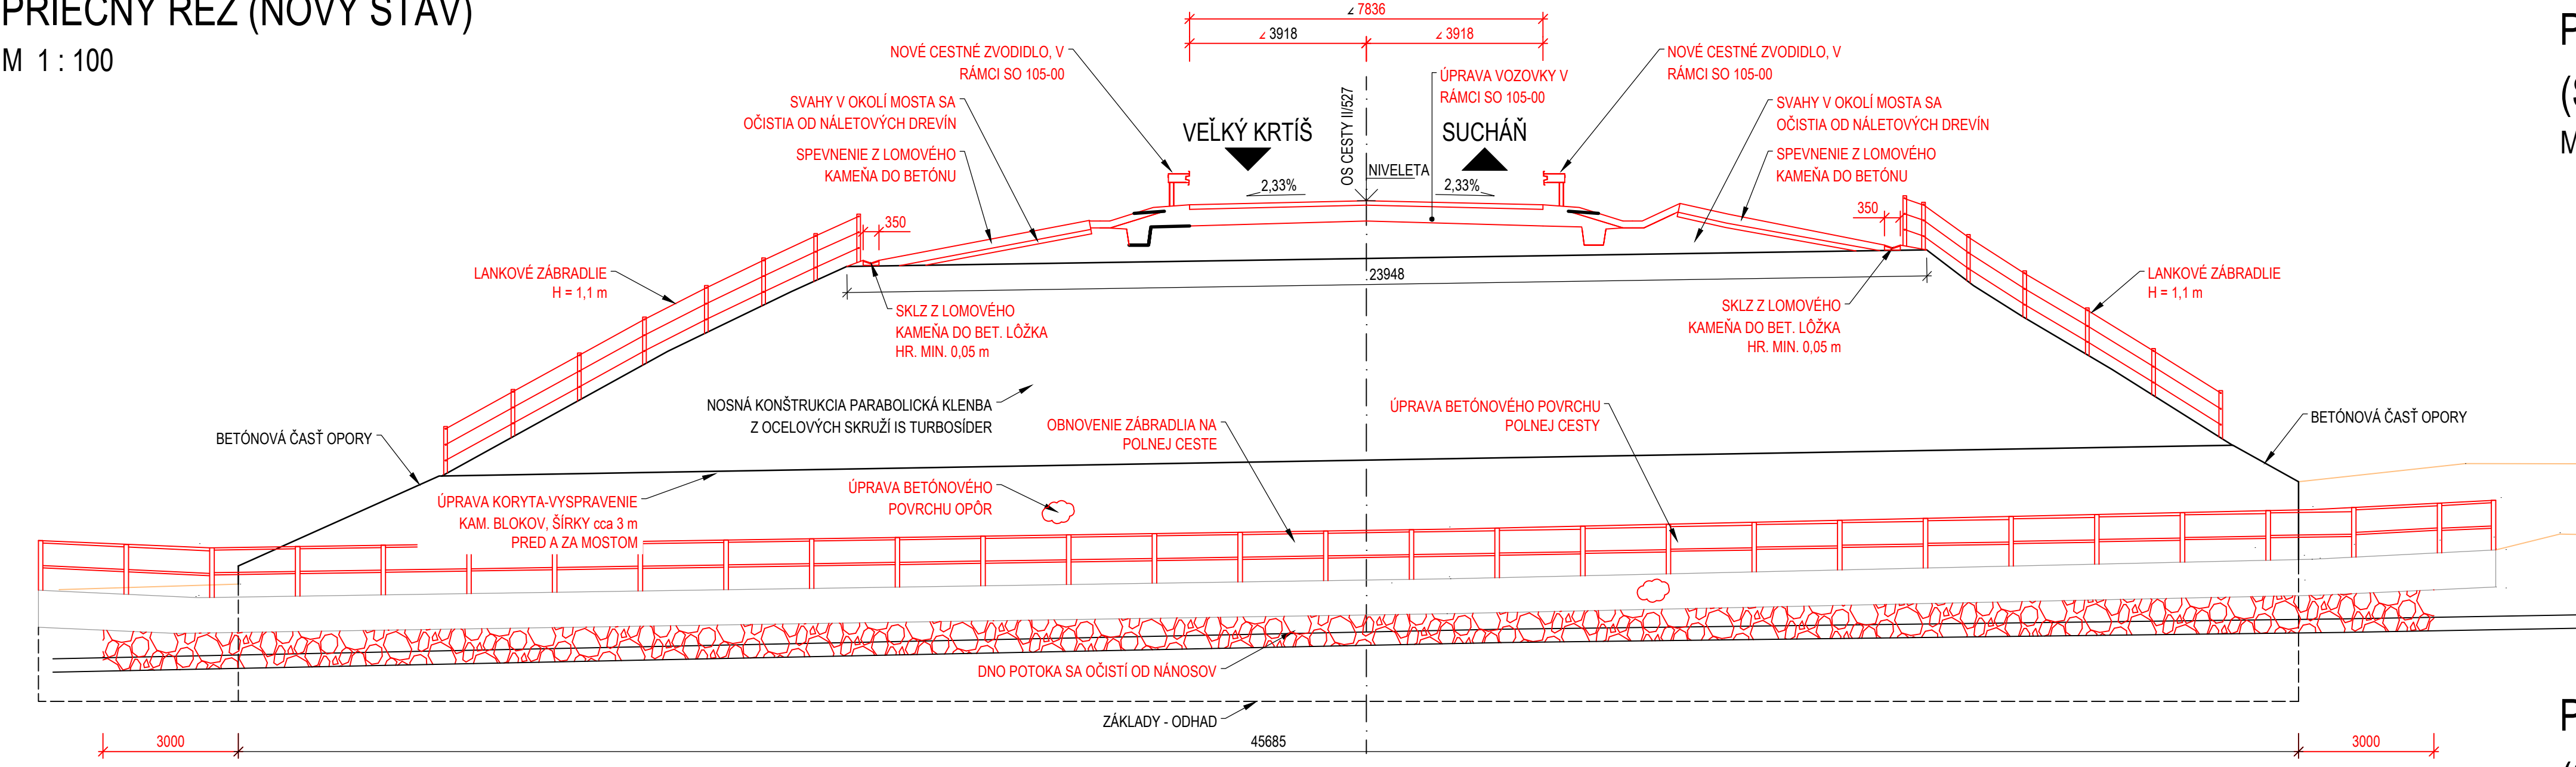 PRIEČNY REZ (NOVÝ STAV)
M 1 : 100
∠ 7836
∠ 3918
∠ 3918
NOVÉ CESTNÉ ZVODIDLO, V
RÁMCI SO 105-00
SVAHY V OKOLÍ MOSTA SA
OČISTIA OD NÁLETOVÝCH DREVÍN
SPEVNENIE Z LOMOVÉHO
KAMEŇA DO BETÓNU
VEĽKÝ KRTÍŠ
OS CESTY II/527
ÚPRAVA VOZOVKY V
RÁMCI SO 105-00
SUCHÁŇ
NIVELETA
2,33%
2,33%
NOVÉ CESTNÉ ZVODIDLO, V
RÁMCI SO 105-00
SVAHY V OKOLÍ MOSTA SA
OČISTIA OD NÁLETOVÝCH DREVÍN
SPEVNENIE Z LOMOVÉHO
KAMEŇA DO BETÓNU
350
350
LANKOVÉ ZÁBRADLIE
H = 1,1 m
23948
LANKOVÉ ZÁBRADLIE
H = 1,1 m
SKLZ Z LOMOVÉHO
KAMEŇA DO BET. LÔŽKA
HR. MIN. 0,05 m
SKLZ Z LOMOVÉHO
KAMEŇA DO BET. LÔŽKA
HR. MIN. 0,05 m
NOSNÁ KONŠTRUKCIA PARABOLICKÁ KLENBA
Z OCELOVÝCH SKRUŽÍ IS TURBOSÍDER
OBNOVENIE ZÁBRADLIA NA
POLNEJ CESTE
ÚPRAVA BETÓNOVÉHO POVRCHU
POLNEJ CESTY
BETÓNOVÁ ČASŤ OPORY
BETÓNOVÁ ČASŤ OPORY
ÚPRAVA KORYTA-VYSPRAVENIE
KAM. BLOKOV, ŠÍRKY cca 3 m
PRED A ZA MOSTOM
ÚPRAVA BETÓNOVÉHO
POVRCHU OPÔR
DNO POTOKA SA OČISTÍ OD NÁNOSOV
ZÁKLADY - ODHAD
3000
45685
3000